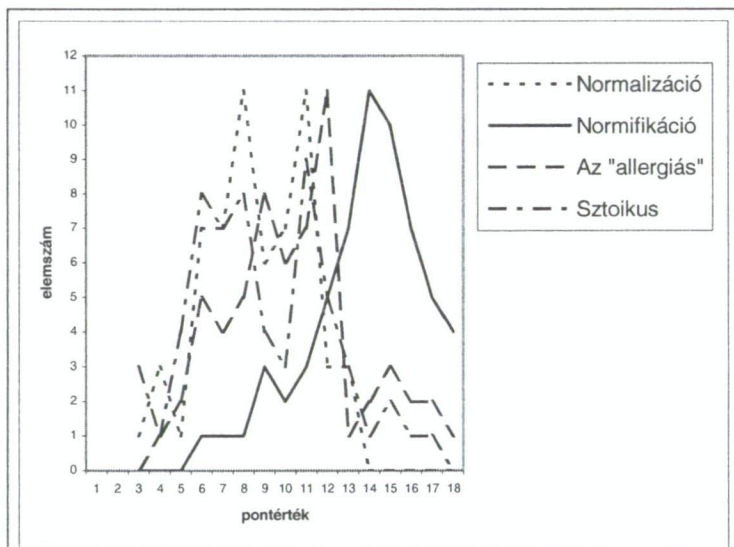 12
11
10
9
8
7
6
5
4
3
2
1
0
elemszám
1 2 3 4 5 6 7 8 9 10 11 12 13 14 15 16 17 18
pontérték
Normalizáció
Normifikáció
Az "allergiás"
Sztoikus